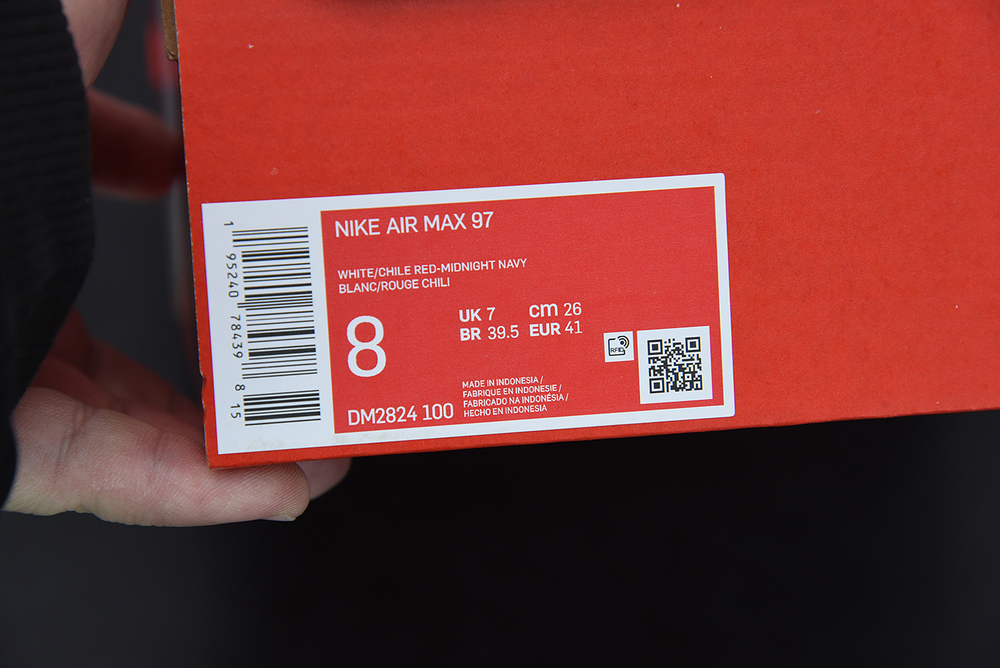 NIKE AIR MAX 97
WHITE/CHILE RED-MIDNIGHT NAVY
BLANC/ROUGE CHILI
8
UK 7 cm 26
BR 39.5 EUR 41
RFID
DM2824 100
MADE IN INDONESIA /
FABRIQUE EN INDONESIE /
FABRICADO NA INDONÉSIA /
HECHO EN INDONESIA
1 95240 78439 8 15